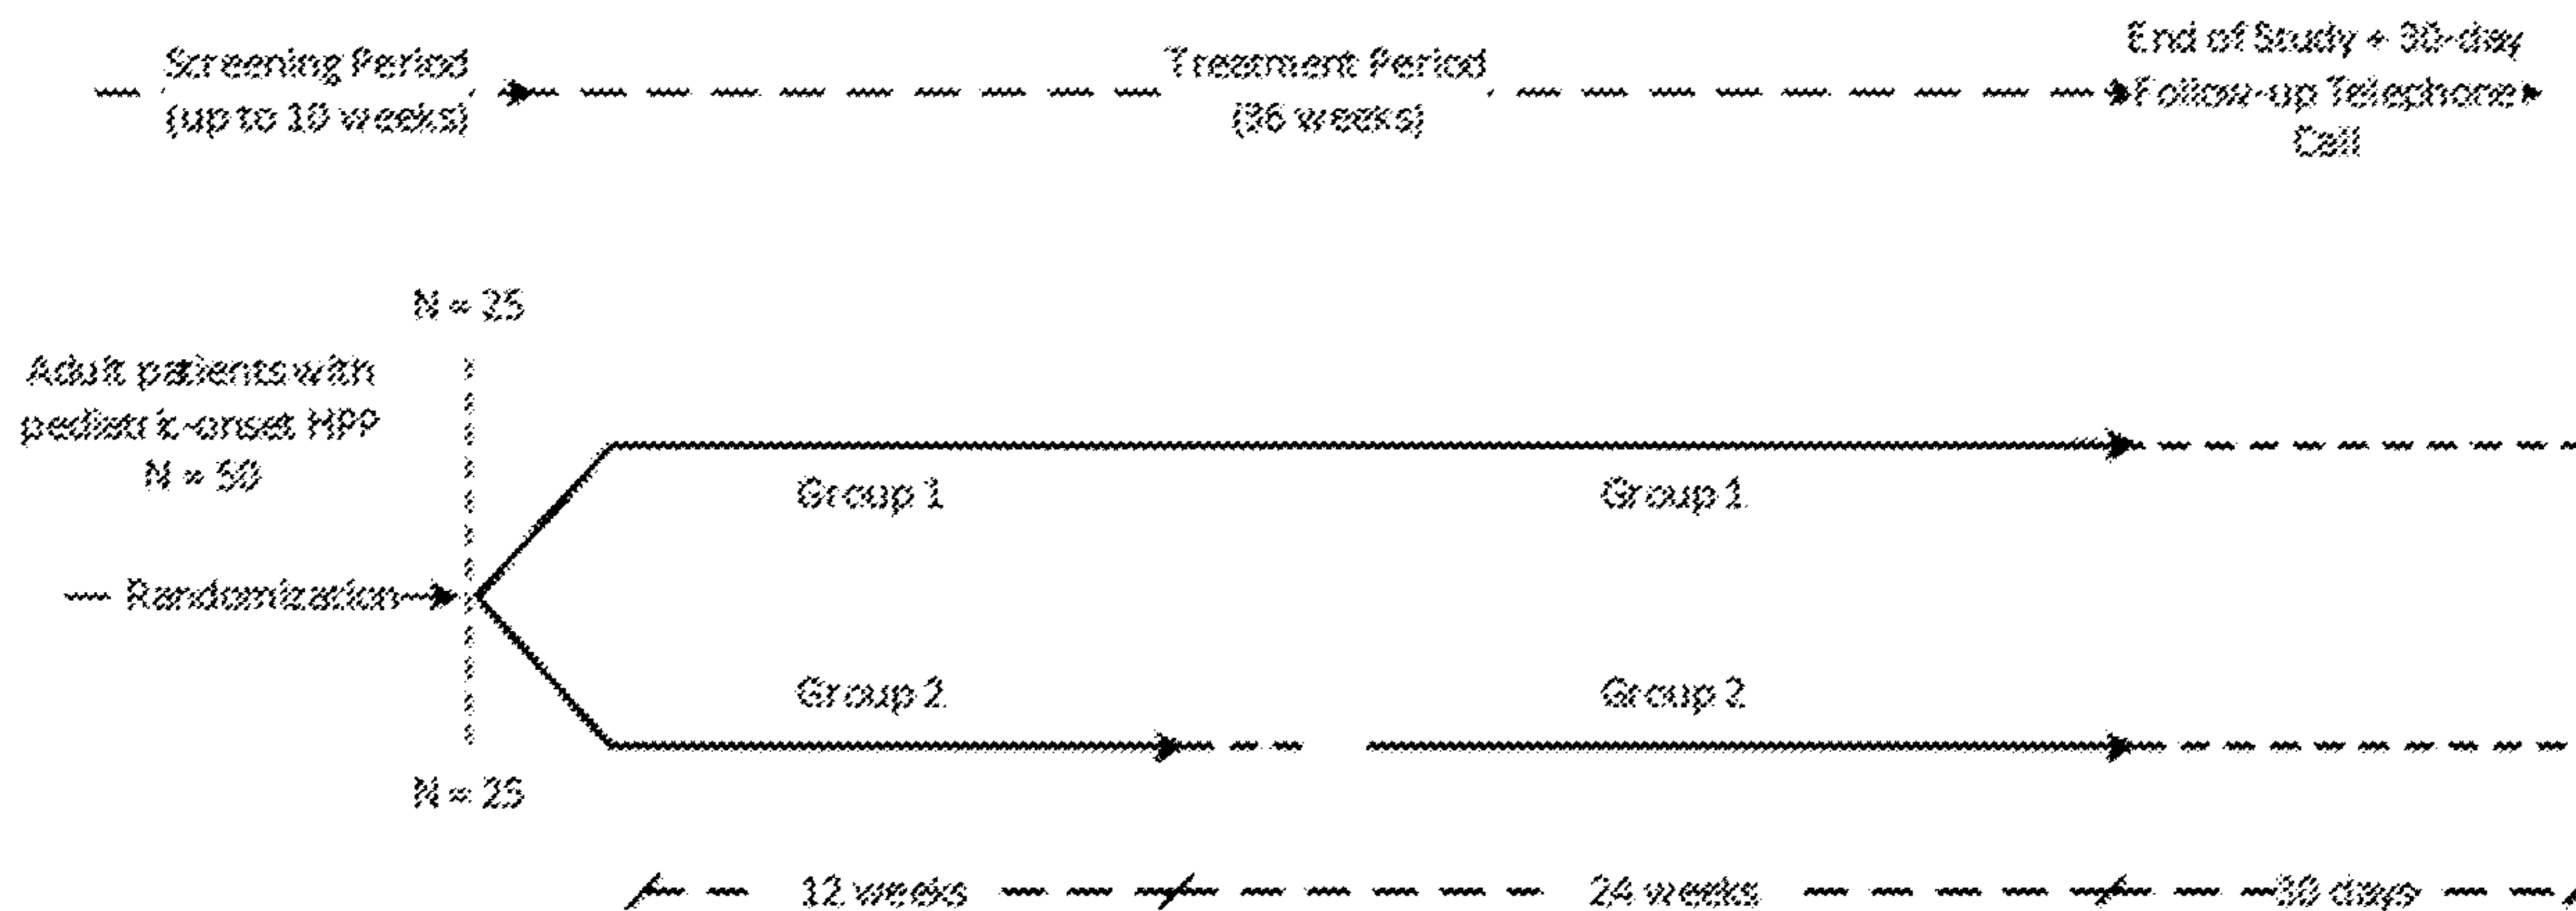 Screening Period
(up to 10 weeks)
Treatment Period
(36 weeks)
End of Study + 30-day
Follow-up Telephone
Call
N = 25
Adult patients with
pediatric-onset HPP
N = 50
Group 1
Group 1
Randomization
Group 2
Group 2
N = 25
12 weeks
24 weeks
30 days